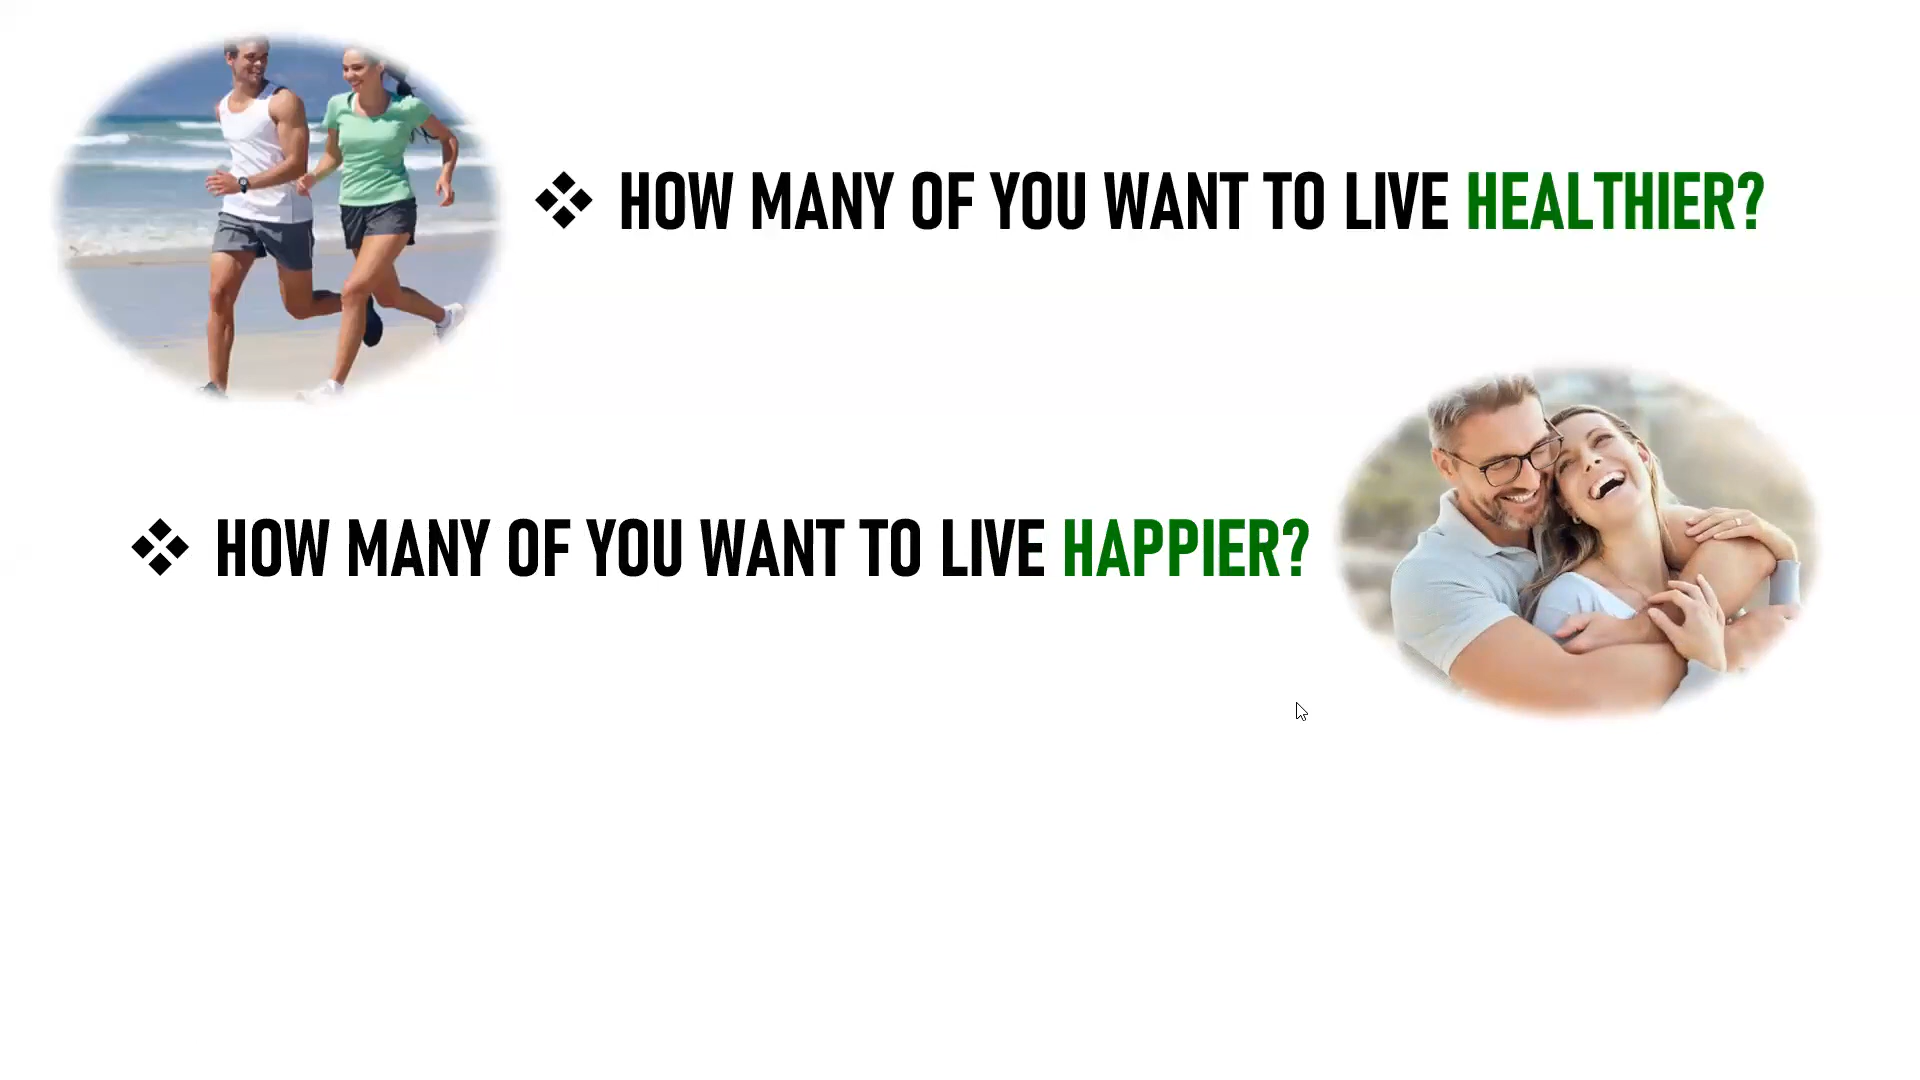 ❖ HOW MANY OF YOU WANT TO LIVE HEALTHIER?
❖ HOW MANY OF YOU WANT TO LIVE HAPPIER?